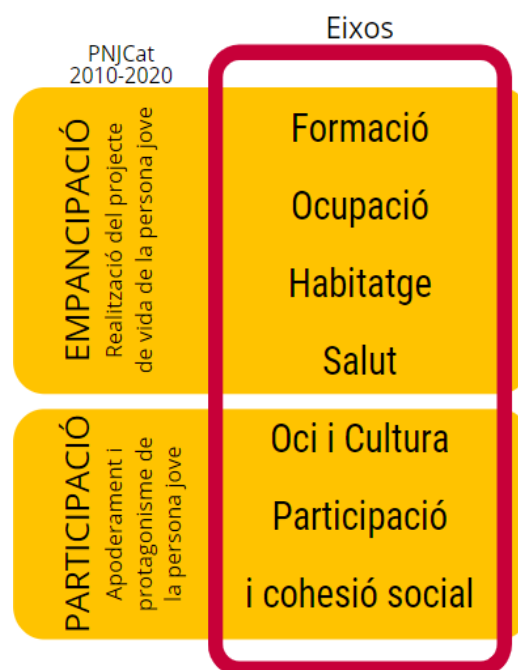 Eixos
PNJCat
2010-2020
EMPANCIPACIÓ
Realització del projecte
de vida de la persona jove
Formació
Ocupació
Habitatge
Salut
PARTICIPACIÓ
Apoderament i
protagonisme de
la persona jove
Oci i Cultura
Participació
i cohesió social